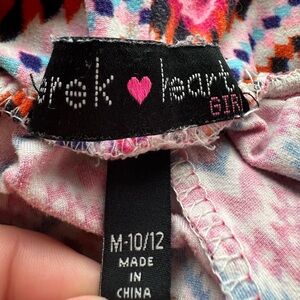 rek ♥ heart
GIRL
M-10/12
MADE
IN
CHINA